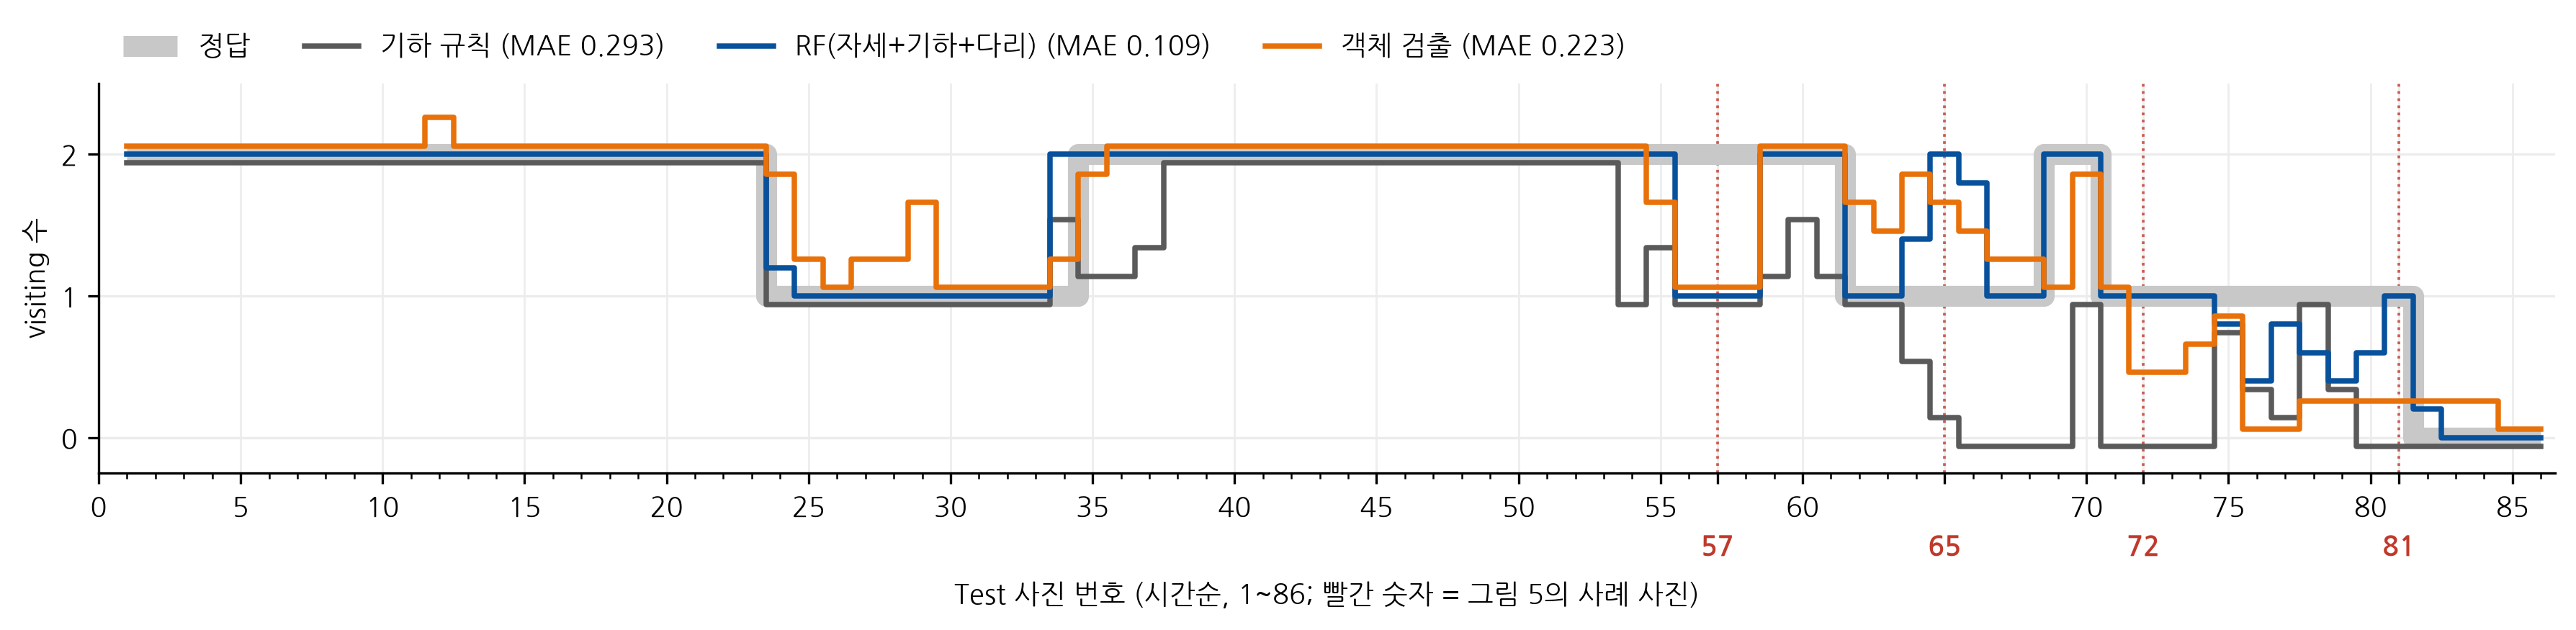 정답 기하 규칙 (MAE 0.293) RF(자세+기하+다리) (MAE 0.109) 객체 검출 (MAE 0.223)
visiting 수
2
1
0
0 5 10 15 20 25 30 35 40 45 50 55 60 70 75 80 85
57 65 72 81
Test 사진 번호 (시간순, 1~86; 빨간 숫자 = 그림 5의 사례 사진)